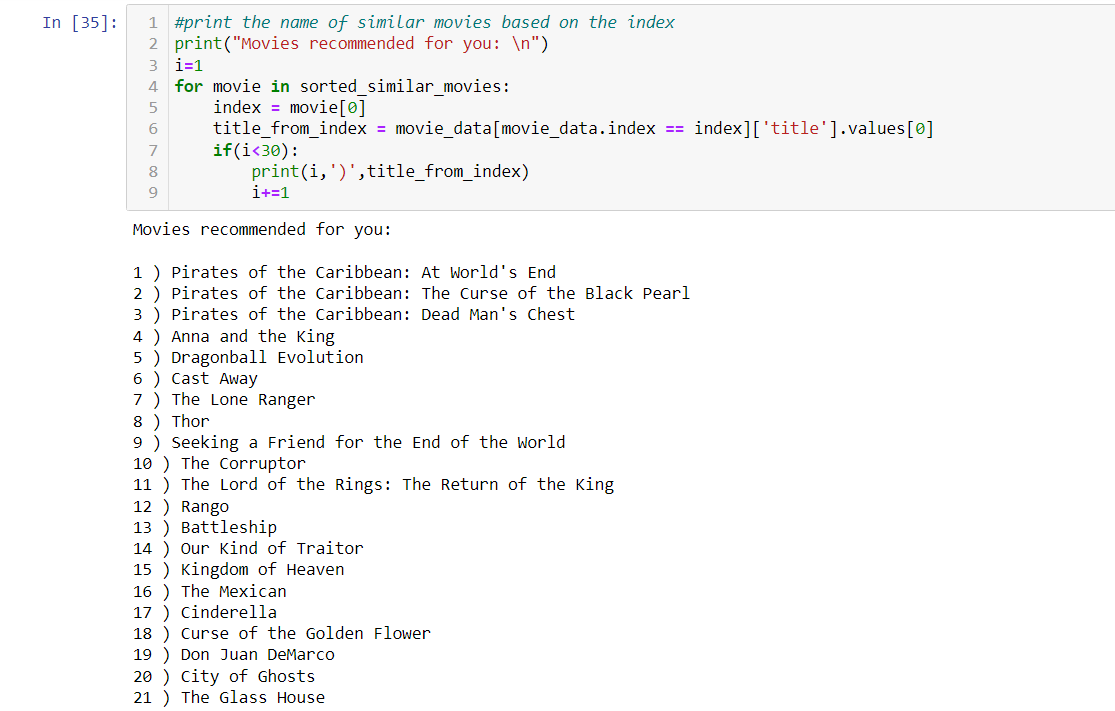 In [35]:
1 #print the name of similar movies based on the index
2 print("Movies recommended for you: \n")
3 i=1
4 for movie in sorted_similar_movies:
5     index = movie[0]
6     title_from_index = movie_data[movie_data.index == index]['title'].values[0]
7     if(i<30):
8         print(i,')',title_from_index)
9         i+=1
Movies recommended for you:
1 ) Pirates of the Caribbean: At World's End
2 ) Pirates of the Caribbean: The Curse of the Black Pearl
3 ) Pirates of the Caribbean: Dead Man's Chest
4 ) Anna and the King
5 ) Dragonball Evolution
6 ) Cast Away
7 ) The Lone Ranger
8 ) Thor
9 ) Seeking a Friend for the End of the World
10 ) The Corruptor
11 ) The Lord of the Rings: The Return of the King
12 ) Rango
13 ) Battleship
14 ) Our Kind of Traitor
15 ) Kingdom of Heaven
16 ) The Mexican
17 ) Cinderella
18 ) Curse of the Golden Flower
19 ) Don Juan DeMarco
20 ) City of Ghosts
21 ) The Glass House